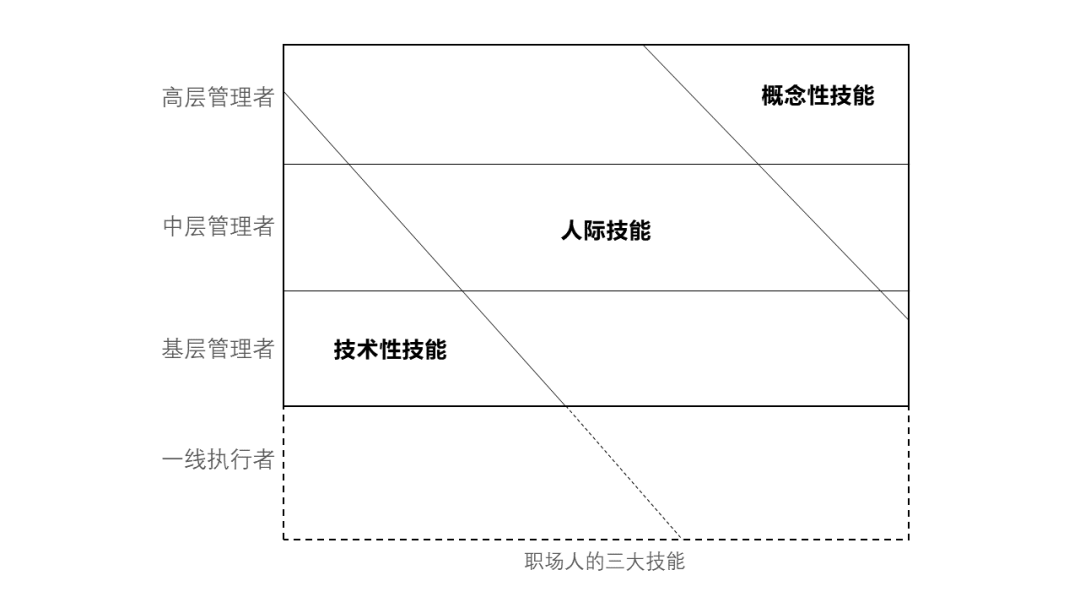 高层管理者
概念性技能
中层管理者
人际技能
基层管理者
技术性技能
一线执行者
职场人的三大技能